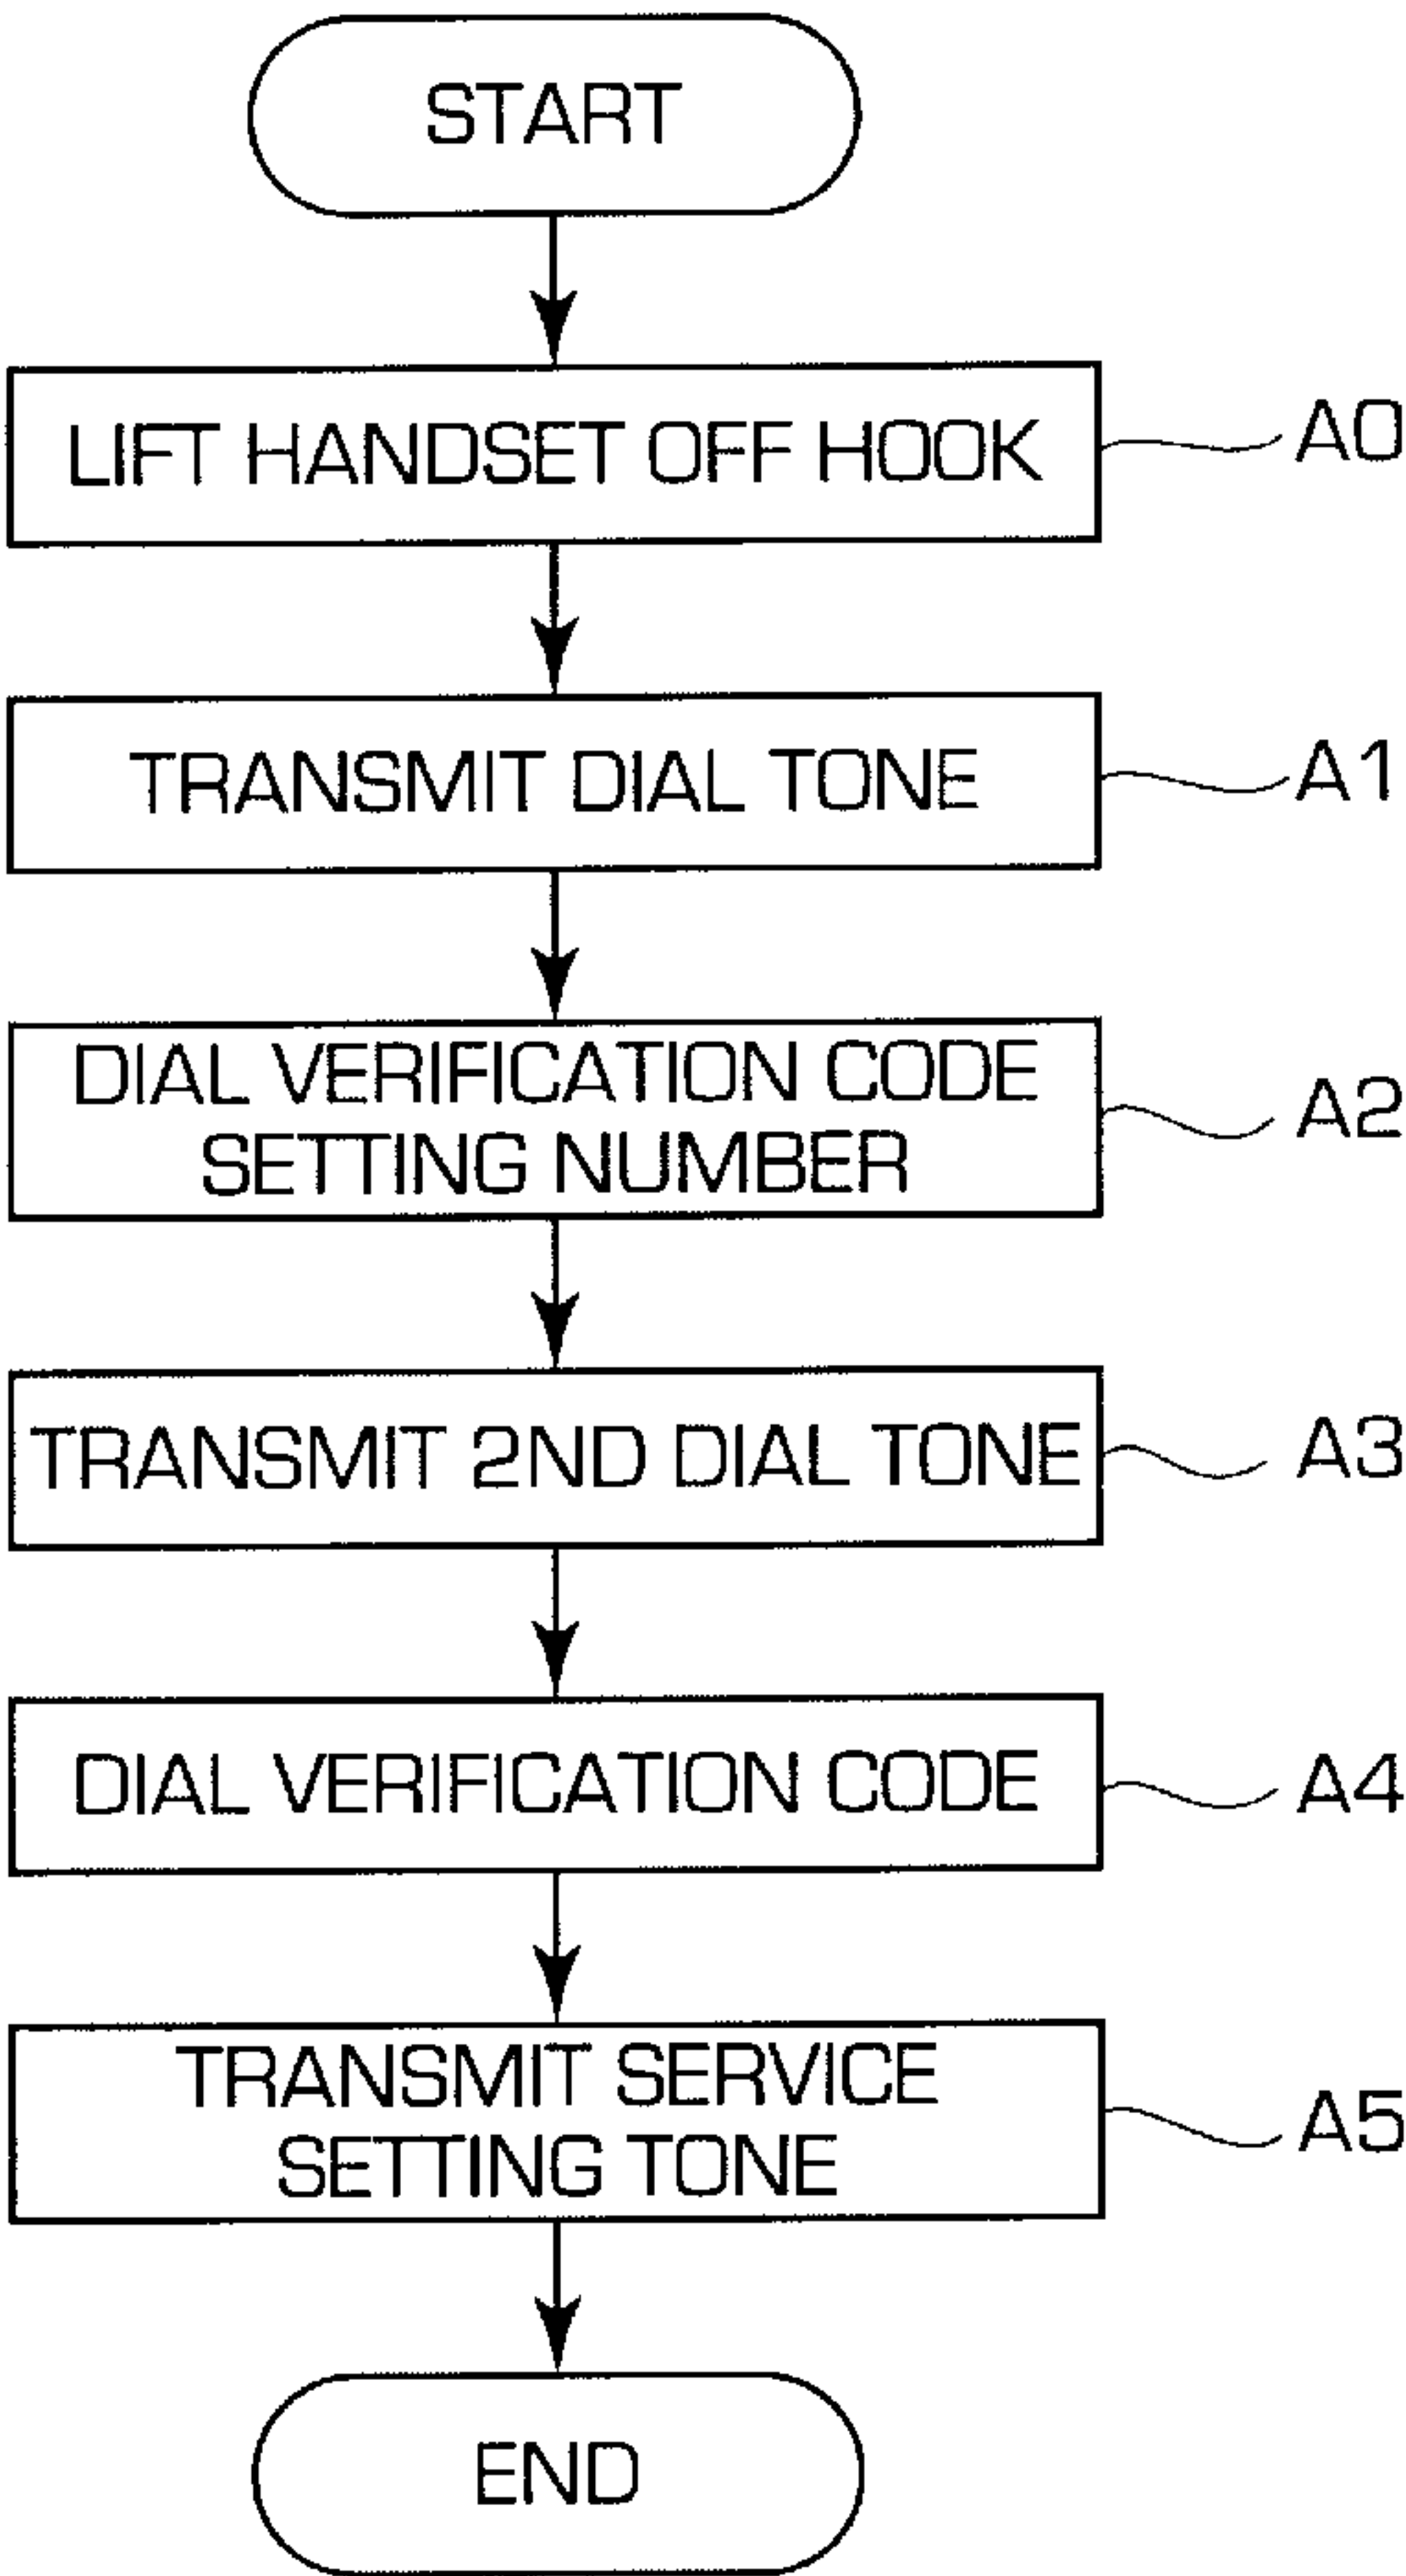 START
LIFT HANDSET OFF HOOK
A0
TRANSMIT DIAL TONE
A1
DIAL VERIFICATION CODE
SETTING NUMBER
A2
TRANSMIT 2ND DIAL TONE
A3
DIAL VERIFICATION CODE
A4
TRANSMIT SERVICE
SETTING TONE
A5
END